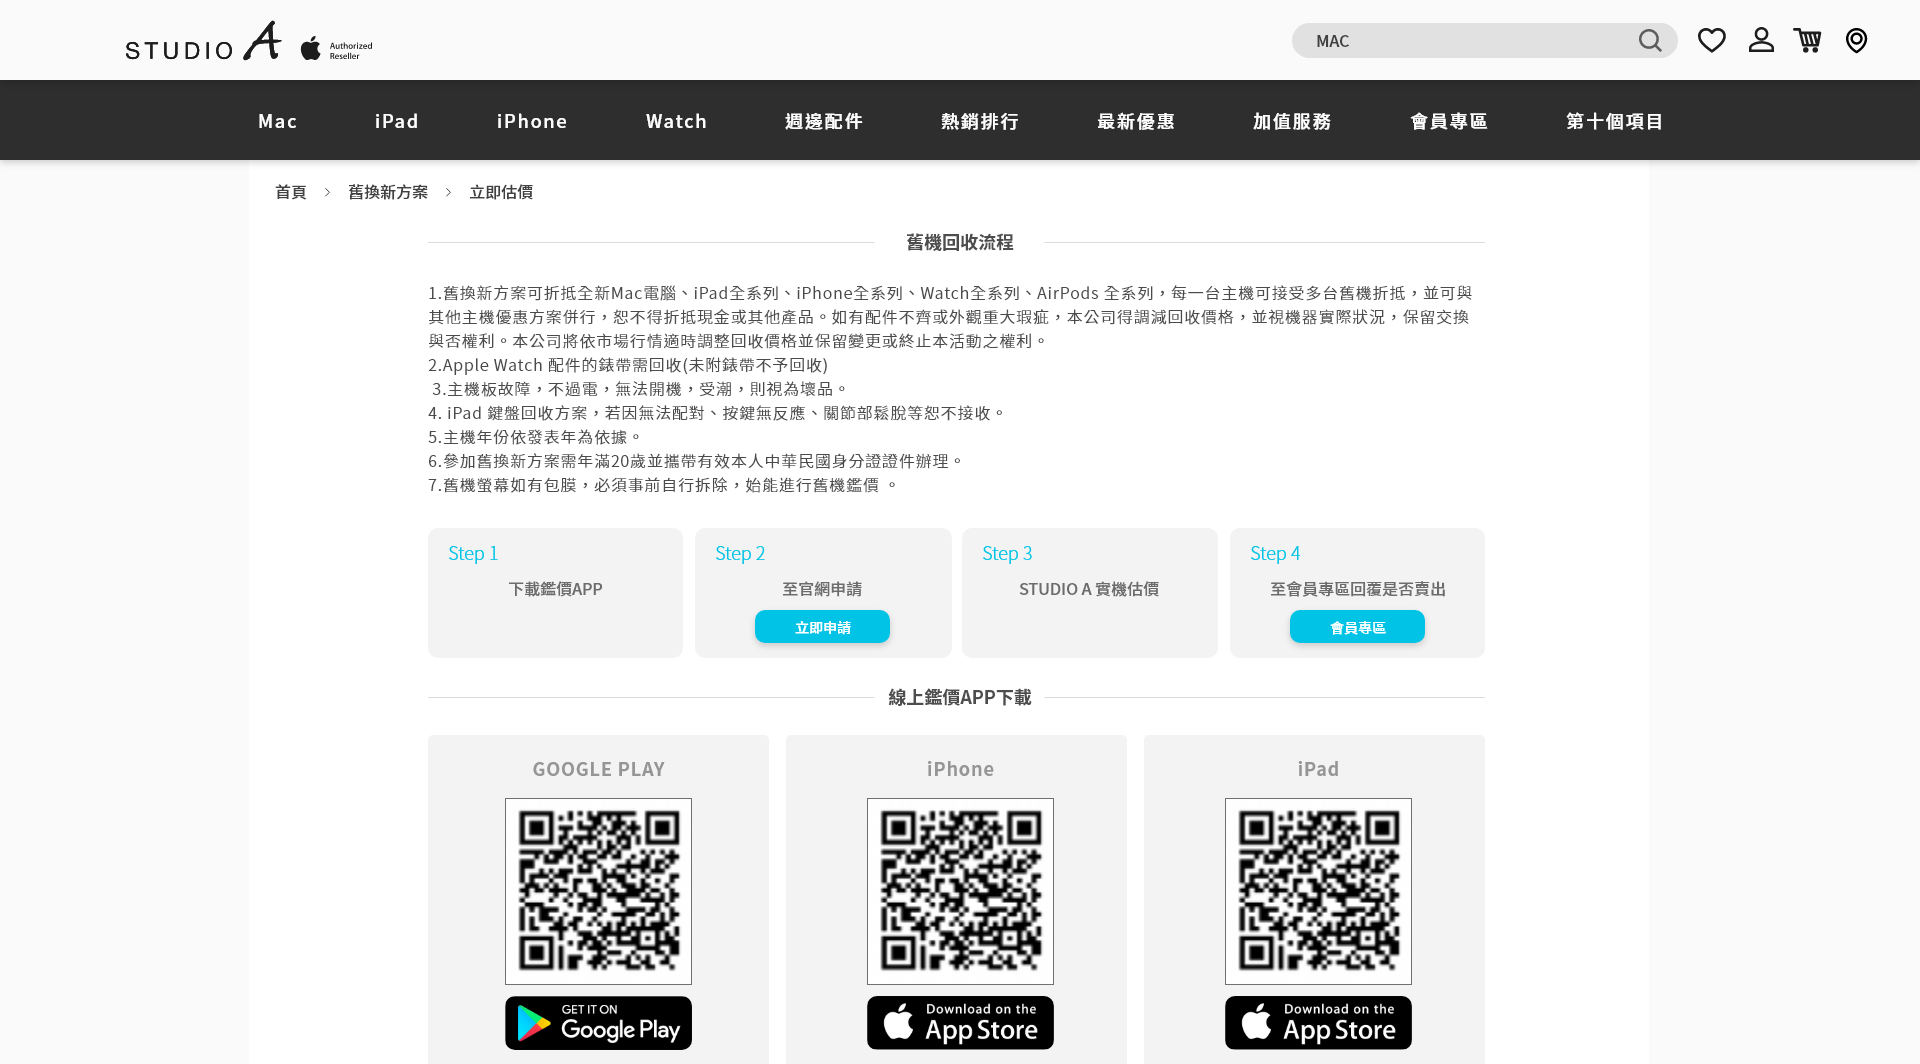 STUDIO A Authorized
Reseller
MAC
Mac iPad iPhone Watch 週邊配件 熱銷排行 最新優惠 加值服務 會員專區 第十個項目
首頁 > 舊換新方案 > 立即估價
舊機回收流程
1.舊換新方案可折抵全新Mac電腦、iPad全系列、iPhone全系列、Watch全系列、AirPods 全系列，每一台主機可接受多台舊機折抵，並可與
其他主機優惠方案併行，恕不得折抵現金或其他產品。如有配件不齊或外觀重大瑕疵，本公司得調減回收價格，並視機器實際狀況，保留交換
與否權利。本公司將依市場行情適時調整回收價格並保留變更或終止本活動之權利。
2.Apple Watch 配件的錶帶需回收(未附錶帶不予回收)
3.主機板故障，不過電，無法開機，受潮，則視為壞品。
4. iPad 鍵盤回收方案，若因無法配對、按鍵無反應、關節部鬆脫等恕不接收。
5.主機年份依發表年為依據。
6.參加舊換新方案需年滿20歲並攜帶有效本人中華民國身分證證件辦理。
7.舊機螢幕如有包膜，必須事前自行拆除，始能進行舊機鑑價 。
Step 1
下載鑑價APP
Step 2
至官網申請
立即申請
Step 3
STUDIO A 實機估價
Step 4
至會員專區回覆是否賣出
會員專區
線上鑑價APP下載
GOOGLE PLAY
GET IT ON
Google Play
iPhone
Download on the
App Store
iPad
Download on the
App Store